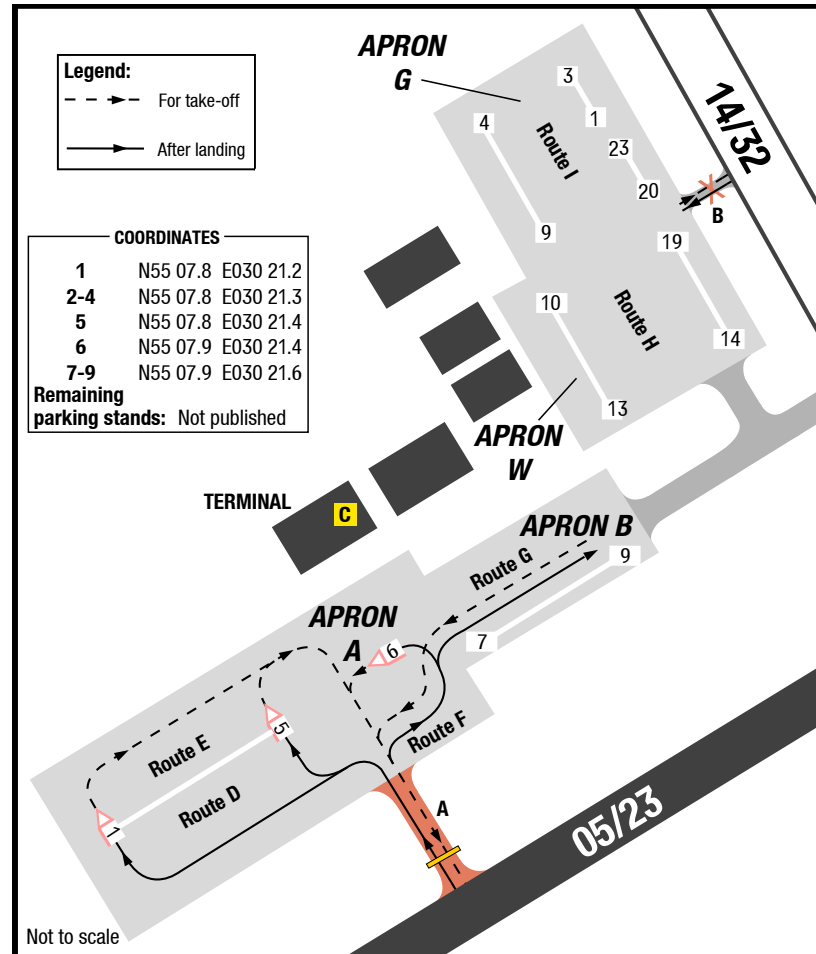 Legend:
For take-off
After landing
COORDINATES
1 N55 07.8 E030 21.2
2-4 N55 07.8 E030 21.3
5 N55 07.8 E030 21.4
6 N55 07.9 E030 21.4
7-9 N55 07.9 E030 21.6
Remaining
parking stands: Not published
APRON
G
3
4
1
Route I
23
20
14/32
B
9
19
10
Route H
14
13
APRON
W
TERMINAL
C
APRON B
9
Route G
7
APRON
A
6
Route F
5
Route E
Route D
1
A
05/23
Not to scale